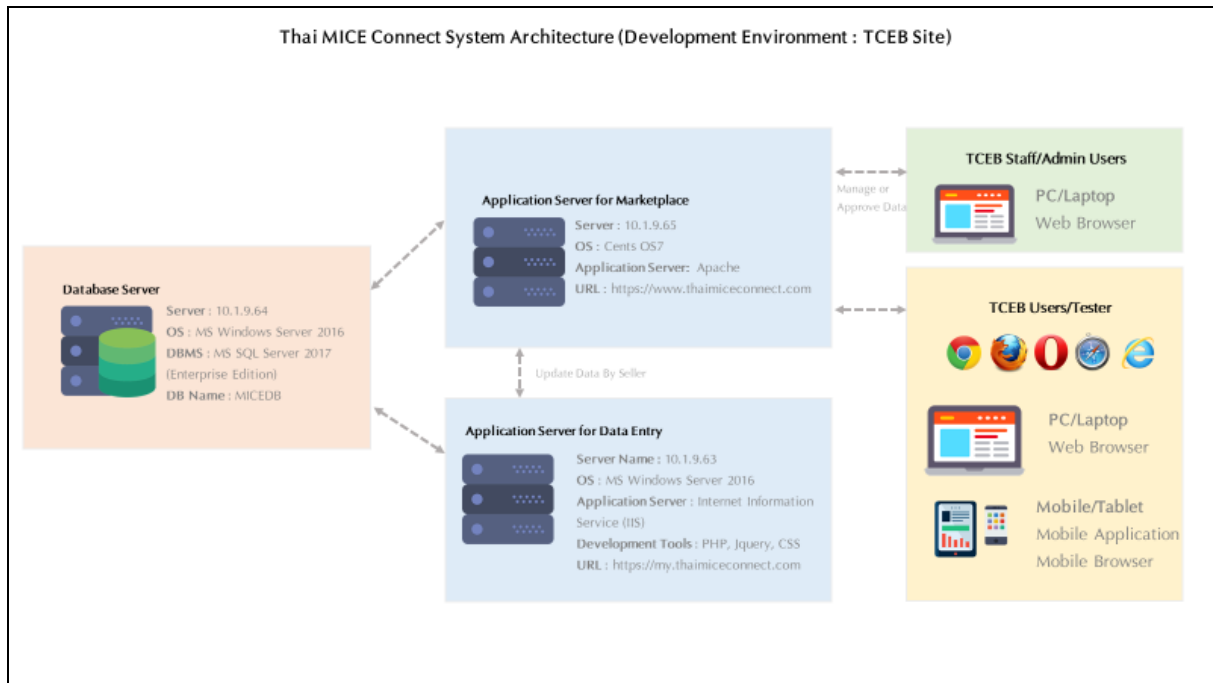 Thai MICE Connect System Architecture (Development Environment : TCEB Site)
Database Server
Server : 10.1.9.64
OS : MS Windows Server 2016
DBMS : MS SQL Server 2017
(Enterprise Edition)
DB Name : MICEDB
Application Server for Marketplace
Server : 10.1.9.65
OS : Cents OS7
Application Server: Apache
URL : https://www.thaimiceconnect.com
Update Data By Seller
Application Server for Data Entry
Server Name : 10.1.9.63
OS : MS Windows Server 2016
Application Server : Internet Information
Service (IIS)
Development Tools : PHP, Jquery, CSS
URL : https://my.thaimiceconnect.com
Manage or
Approve Data
TCEB Staff/Admin Users
PC/Laptop
Web Browser
TCEB Users/Tester
PC/Laptop
Web Browser
Mobile/Tablet
Mobile Application
Mobile Browser